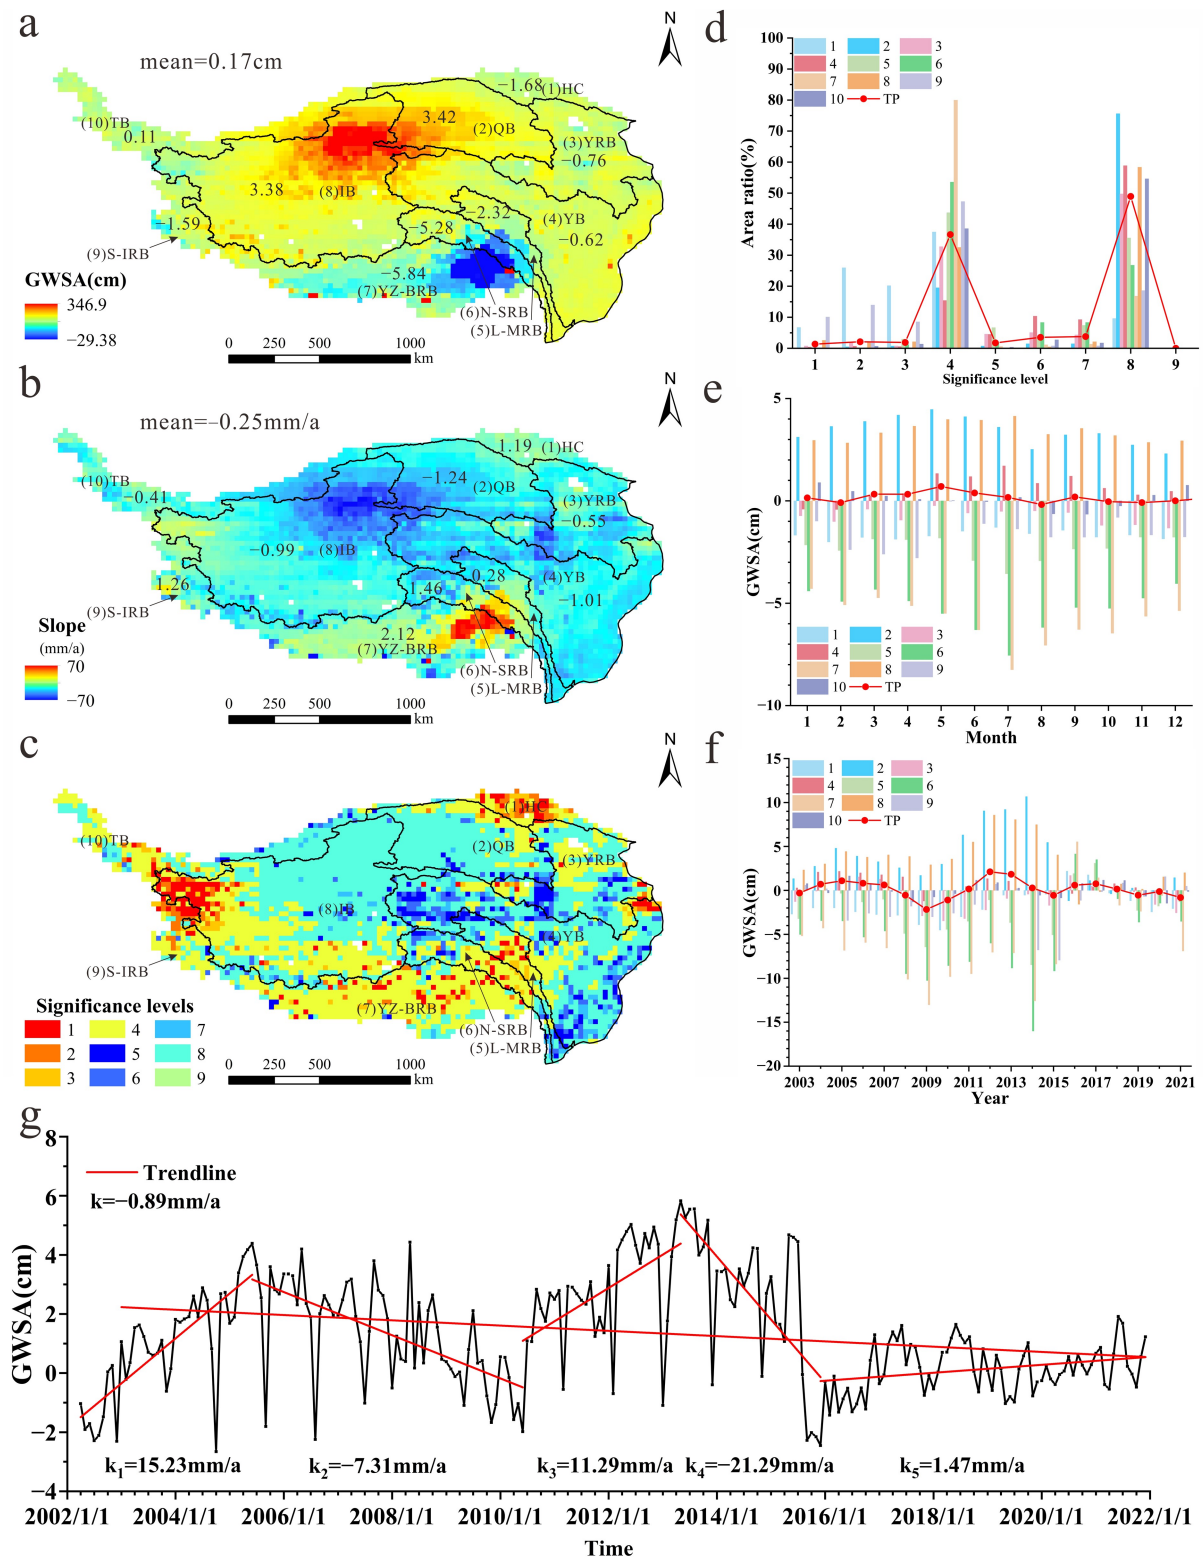 a
mean=0.17cm
N
−1.68
(1)HC
(10)TB
0.11
3.42
(2)QB
(3)YRB
−0.76
3.38
(8)IB
−2.32
(4)YB
−1.59
−5.28
−0.62
(9)S-IRB
GWSA(cm)
−5.84
(7)YZ-BRB
346.9
(6)N-SRB
(5)L-MRB
−29.38
0 250 500 1000
km
b
mean=−0.25mm/a
N
1.19
(1)HC
(10)TB
−0.41
−1.24
(2)QB
(3)YRB
−0.55
−0.99
(8)IB
0.28
(4)YB
1.26
1.46
−1.01
(9)S-IRB
Slope
(mm/a)
2.12
(7)YZ-BRB
70
(6)N-SRB
−70
(5)L-MRB
0 250 500 1000
km
c
N
(1)HC
(10)TB
(2)QB
(3)YRB
(8)IB
(4)YB
(9)S-IRB
Significance levels
(7)YZ-BRB
(6)N-SRB
(5)L-MRB
1 4 7
2 5 8
3 6 9
0 250 500 1000
km
d
Area ratio(%)
100
90
80
70
60
50
40
30
20
10
0
1 2 3
4 5 6
7 8 9
10 TP
1 2 3 4 5 6 7 8 9
Significance level
e
GWSA(cm)
5
0
−5
−10
1 2 3
4 5 6
7 8 9
10 TP
1 2 3 4 5 6 7 8 9 10 11 12
Month
f
GWSA(cm)
15
10
5
0
−5
−10
−15
−20
1 2 3
4 5 6
7 8 9
10 TP
2003 2005 2007 2009 2011 2013 2015 2017 2019 2021
Year
g
GWSA(cm)
8
6
4
2
0
−2
−4
Trendline
k=−0.89mm/a
k1=15.23mm/a k2=−7.31mm/a k3=11.29mm/a k4=−21.29mm/a k5=1.47mm/a
2002/1/1 2004/1/1 2006/1/1 2008/1/1 2010/1/1 2012/1/1 2014/1/1 2016/1/1 2018/1/1 2020/1/1 2022/1/1
Time